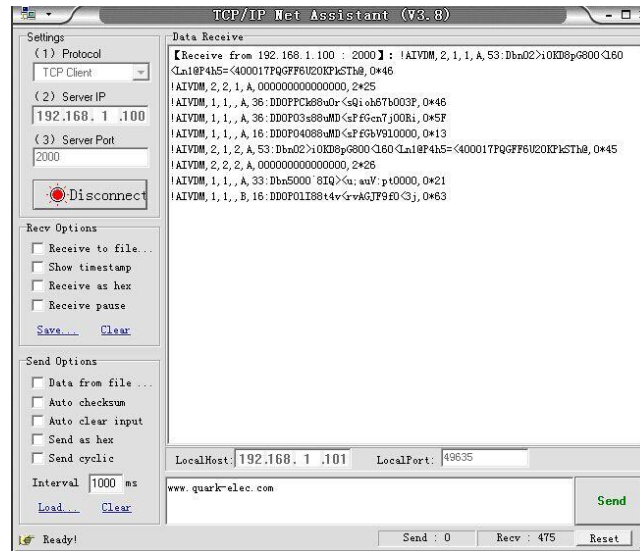 TCP/IP Net Assistant (V3.8)
Settings
(1) Protocol
TCP Client
(2) Server IP
192.168. 1 .100
(3) Server Port
2000
Disconnect
Recv Options
Receive to file...
Show timestamp
Receive as hex
Receive pause
Save... Clear
Send Options
Data from file ...
Auto checksum
Auto clear input
Send as hex
Send cyclic
Interval 1000 ms
Load... Clear
Data Receive
【Receive from 192.168.1.100 : 2000】: !AIVDM,2,1,1,A,53:Dbn02>i0KD8pG800<l60
<Ln1@P4h5=<400017PQGFF6U20KPkSTh@,0*46
!AIVDM,2,2,1,A,000000000000000,2*25
!AIVDM,1,1,,A,36:DOPPCk88u0r<sQioh67b003P,0*46
!AIVDM,1,1,,A,36:DOP03s88uMD<sPfGcn7j00Ri,0*5F
!AIVDM,1,1,,A,16:DOP04088uMD<sPfGbV910000,0*13
!AIVDM,2,1,2,A,53:Dbn02>i0KD8pG800<l60<Ln1@P4h5=<400017PQGFF6U20KPkSTh@,0*45
!AIVDM,2,2,2,A,000000000000000,2*26
!AIVDM,1,1,,A,33:Dbn5000`8IQ><u;auV:pt0000,0*21
!AIVDM,1,1,,B,16:DOP0lI88t4v<rvAGJF9f0<3j,0*63
LocalHost: 192.168. 1 .101 LocalPort: 49635
www.quark-elec.com
Send
Ready! Send : 0 Recv : 475 Reset